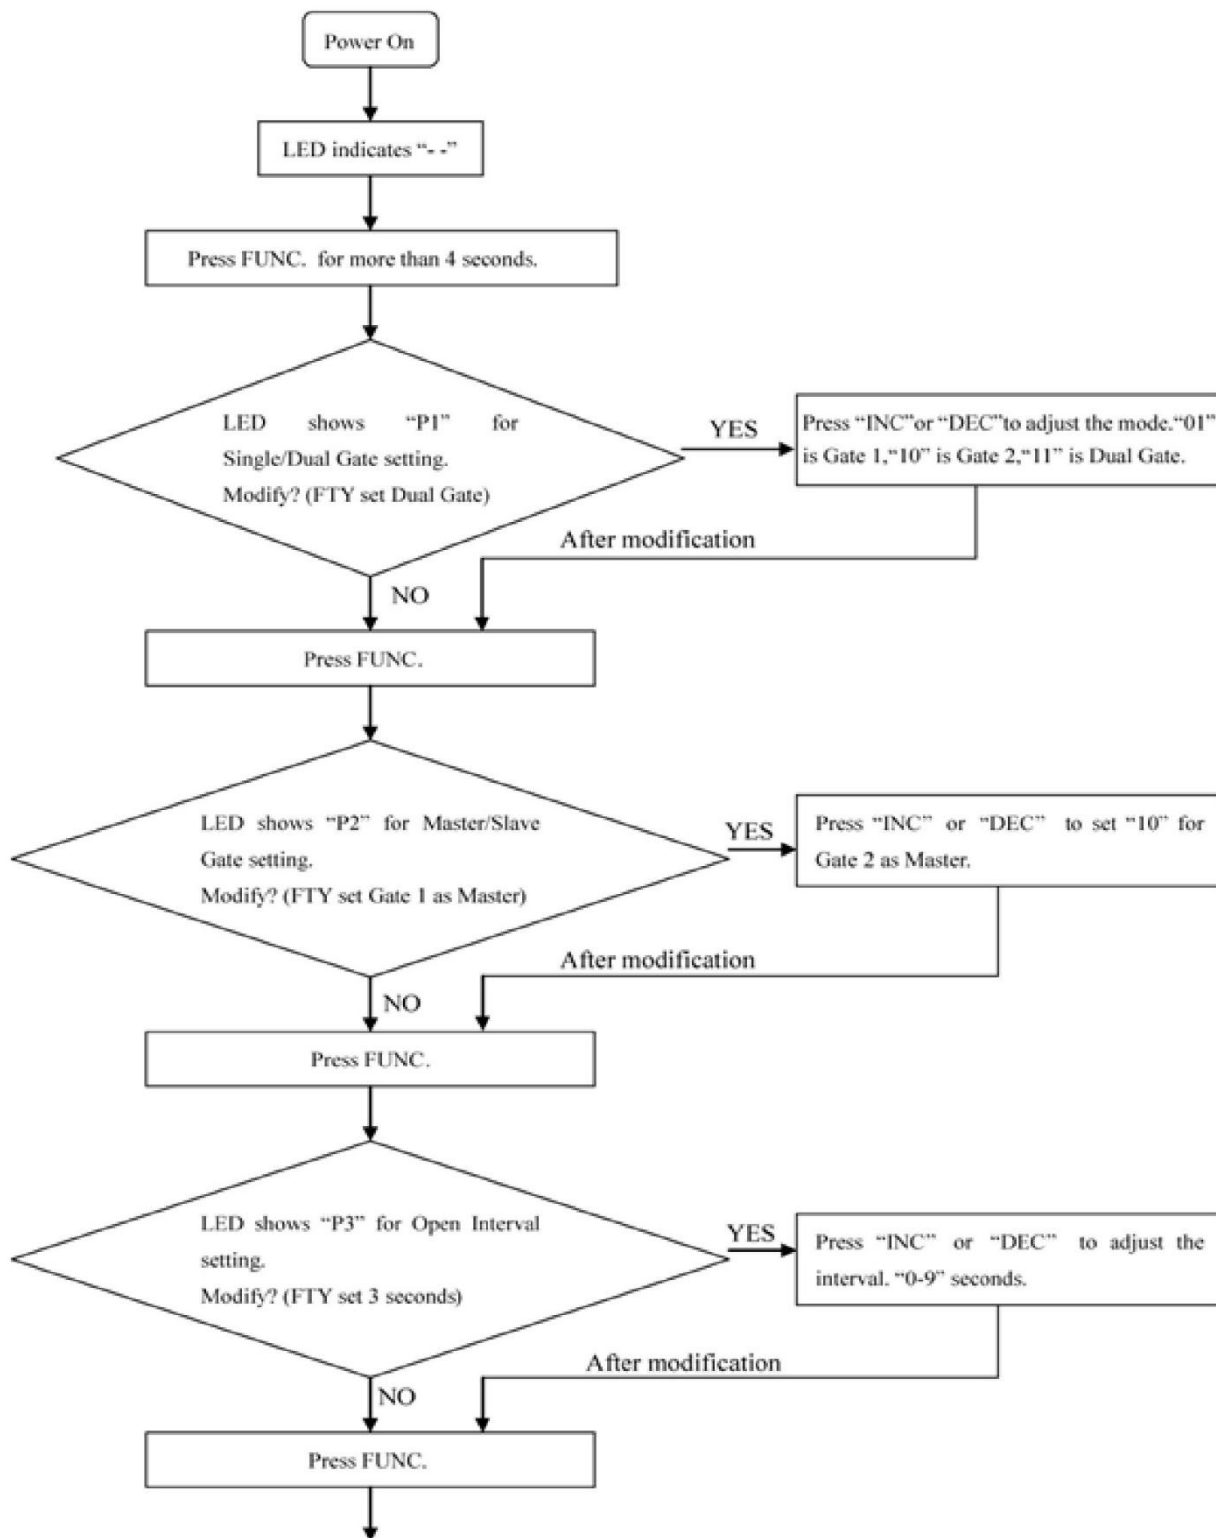 Power On
LED indicates “- -”
Press FUNC. for more than 4 seconds.
LED shows “P1” for
Single/Dual Gate setting.
Modify? (FTY set Dual Gate)
YES
Press “INC”or “DEC”to adjust the mode.“01”
is Gate 1,“10” is Gate 2,“11” is Dual Gate.
After modification
NO
Press FUNC.
LED shows “P2” for Master/Slave
Gate setting.
Modify? (FTY set Gate 1 as Master)
YES
Press “INC” or “DEC” to set “10” for
Gate 2 as Master.
After modification
NO
Press FUNC.
LED shows “P3” for Open Interval
setting.
Modify? (FTY set 3 seconds)
YES
Press “INC” or “DEC” to adjust the
interval. “0-9” seconds.
After modification
NO
Press FUNC.